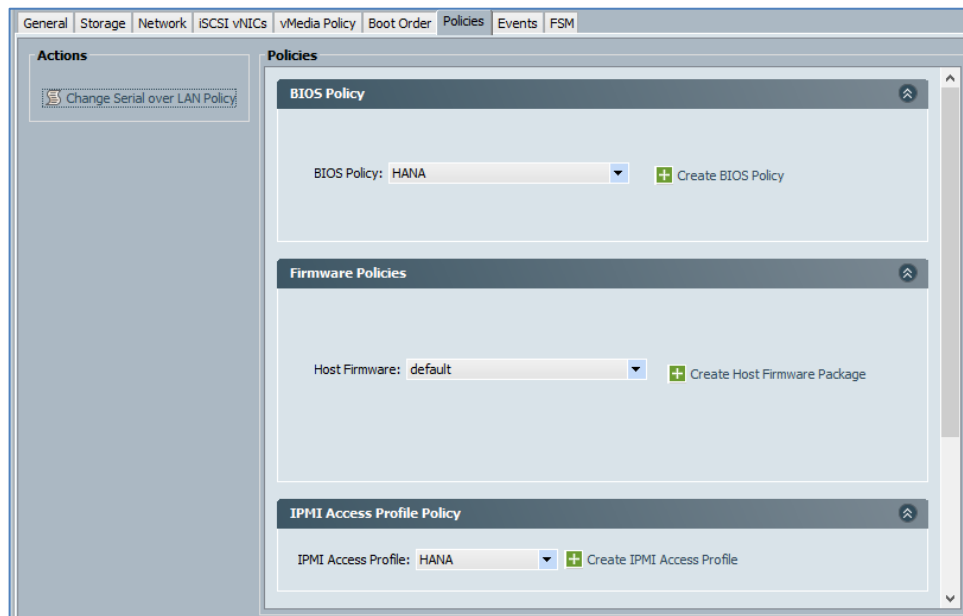 General Storage Network iSCSI vNICs vMedia Policy Boot Order Policies Events FSM
Actions
Change Serial over LAN Policy
Policies
BIOS Policy
BIOS Policy: HANA Create BIOS Policy
Firmware Policies
Host Firmware: default Create Host Firmware Package
IPMI Access Profile Policy
IPMI Access Profile: HANA Create IPMI Access Profile